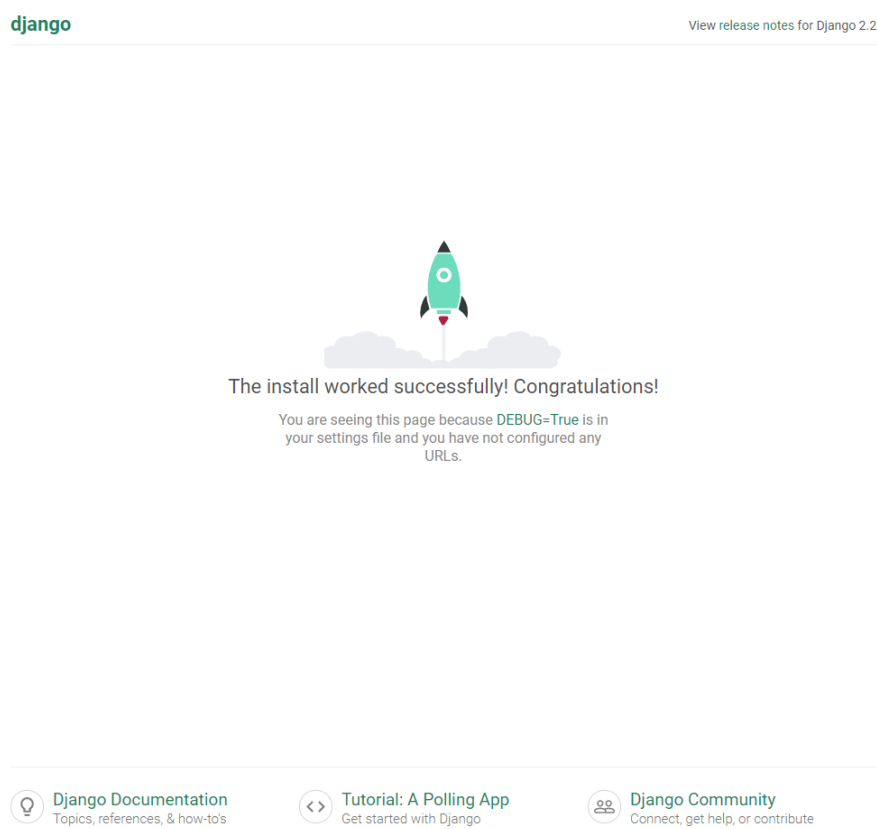 django
View release notes for Django 2.2
The install worked successfully! Congratulations!
You are seeing this page because DEBUG=True is in
your settings file and you have not configured any
URLs.
Django Documentation
Topics, references, & how-to's
Tutorial: A Polling App
Get started with Django
Django Community
Connect, get help, or contribute